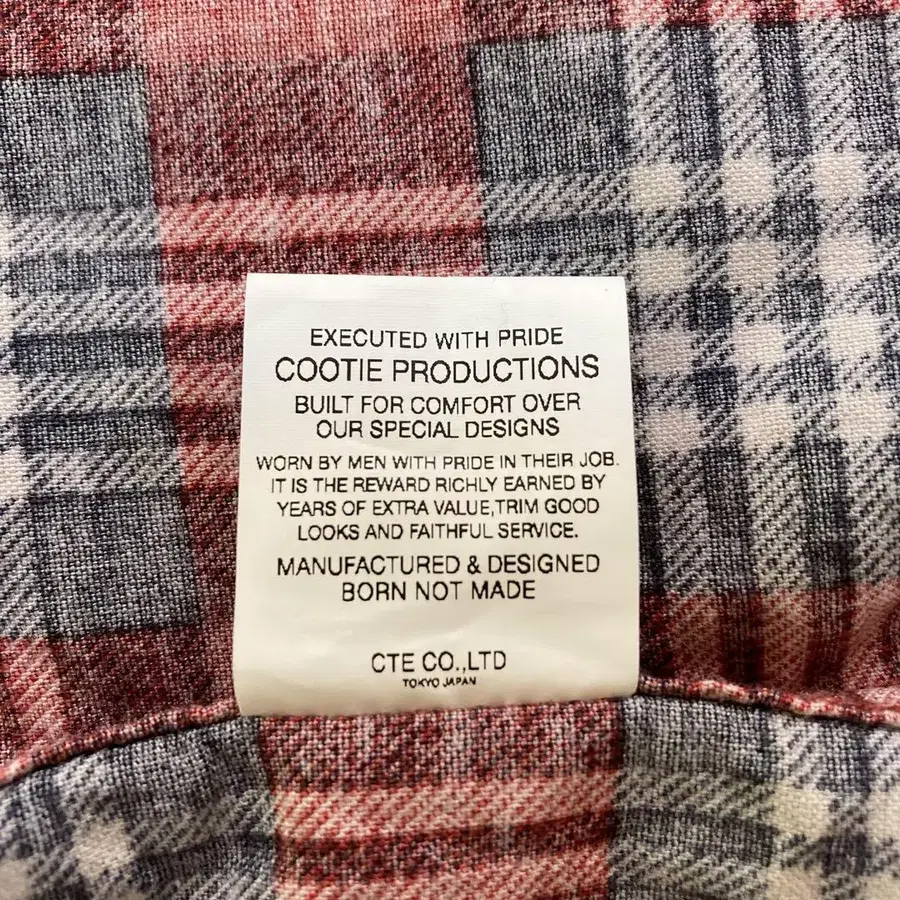 EXECUTED WITH PRIDE
COOTIE PRODUCTIONS
BUILT FOR COMFORT OVER
OUR SPECIAL DESIGNS
WORN BY MEN WITH PRIDE IN THEIR JOB.
IT IS THE REWARD RICHLY EARNED BY
YEARS OF EXTRA VALUE,TRIM GOOD
LOOKS AND FAITHFUL SERVICE.
MANUFACTURED & DESIGNED
BORN NOT MADE
CTE CO.,LTD
TOKYO JAPAN